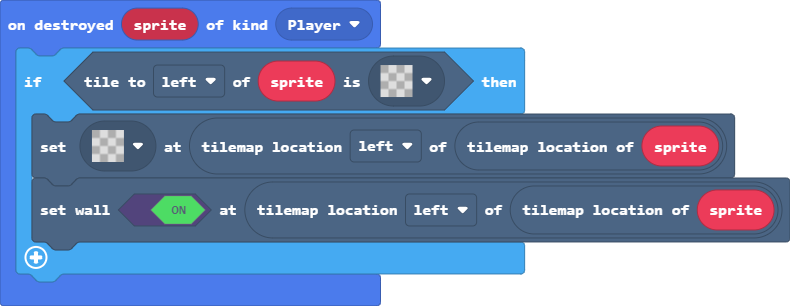 on destroyed sprite of kind Player
if tile to left of sprite is then
set at tilemap location left of tilemap location of sprite
set wall ON at tilemap location left of tilemap location of sprite